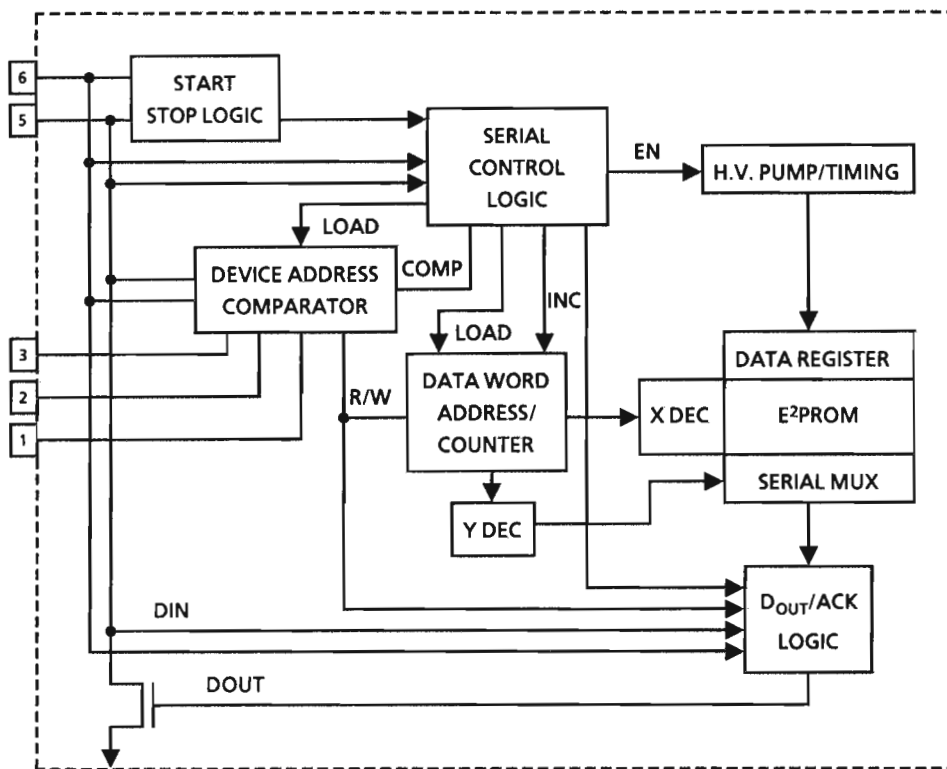 6
START
STOP LOGIC
5
SERIAL
CONTROL
LOGIC
EN
H.V. PUMP/TIMING
LOAD
DEVICE ADDRESS
COMPARATOR
COMP
INC
LOAD
3
2
1
R/W
DATA WORD
ADDRESS/
COUNTER
DATA REGISTER
X DEC
E²PROM
SERIAL MUX
Y DEC
DIN
D_OUT/ACK
LOGIC
DOUT